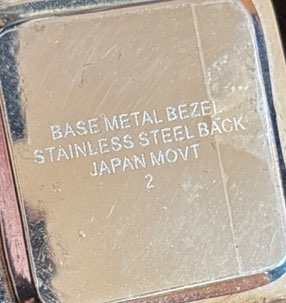 BASE METAL BEZEL
STAINLESS STEEL BACK
JAPAN MOVT
2